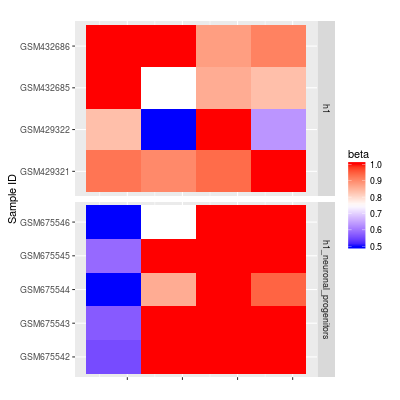 GSM432686
GSM432685
GSM429322
GSM429321
h1
GSM675546
GSM675545
GSM675544
GSM675543
GSM675542
h1_neuronal_progenitors
Sample ID
beta
1.0
0.9
0.8
0.7
0.6
0.5